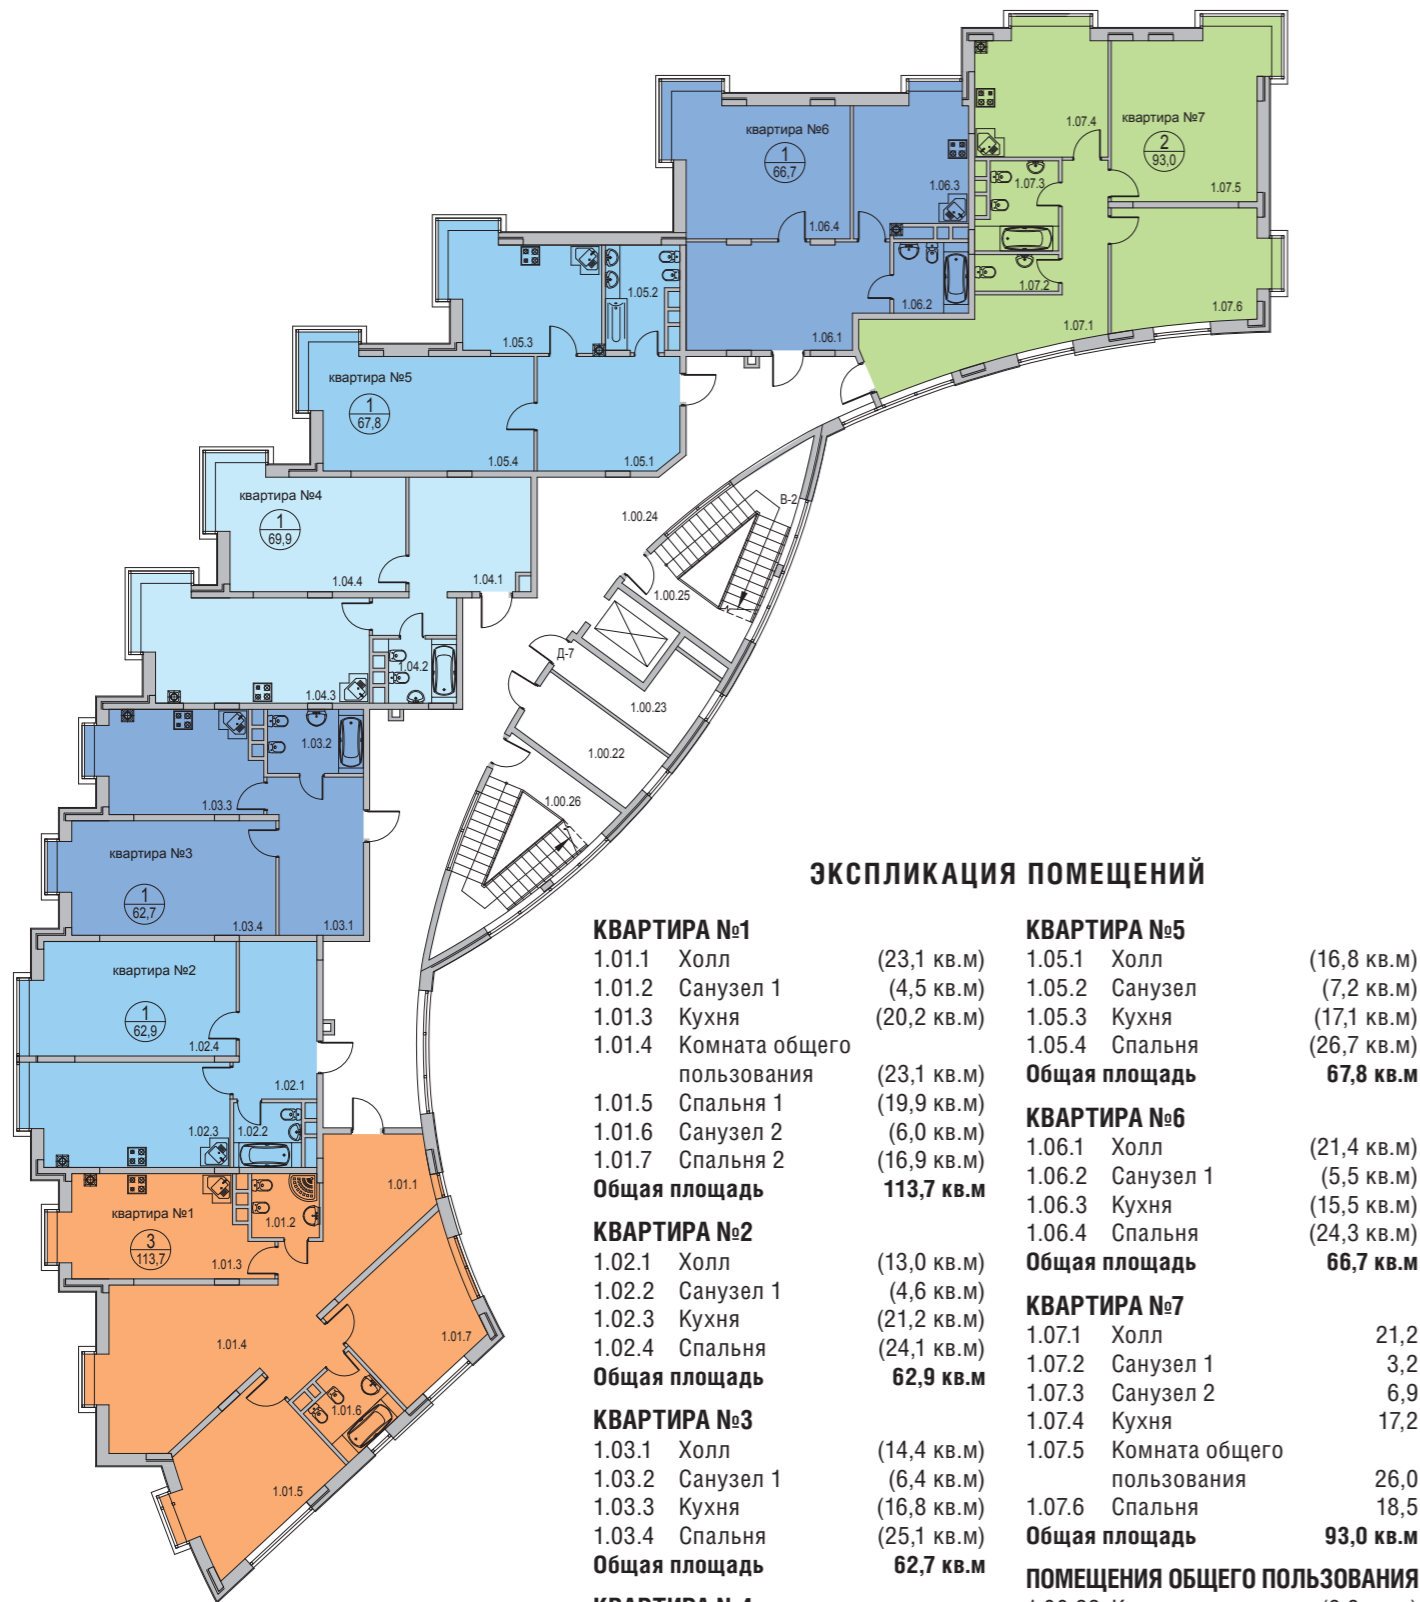 квартира №7
2
93,0
1.07.4
1.07.5
1.07.3
1.07.2
1.07.6
1.07.1
квартира №6
1
66,7
1.06.3
1.06.4
1.06.2
1.06.1
1.05.2
1.05.3
квартира №5
1
67,8
1.05.4
1.05.1
квартира №4
1
69,9
1.04.4
1.04.1
1.04.2
1.04.3
В-2
1.00.24
1.00.25
Д-7
1.00.23
1.00.22
1.00.26
1.03.2
1.03.3
квартира №3
1
62,7
1.03.4
1.03.1
квартира №2
1
62,9
1.02.4
1.02.1
1.02.3
1.02.2
квартира №1
3
113,7
1.01.3
1.01.2
1.01.1
1.01.4
1.01.7
1.01.6
1.01.5
ЭКСПЛИКАЦИЯ ПОМЕЩЕНИЙ
КВАРТИРА №1
1.01.1 Холл (23,1 кв.м)
1.01.2 Санузел 1 (4,5 кв.м)
1.01.3 Кухня (20,2 кв.м)
1.01.4 Комната общего
пользования (23,1 кв.м)
1.01.5 Спальня 1 (19,9 кв.м)
1.01.6 Санузел 2 (6,0 кв.м)
1.01.7 Спальня 2 (16,9 кв.м)
Общая площадь 113,7 кв.м
КВАРТИРА №2
1.02.1 Холл (13,0 кв.м)
1.02.2 Санузел 1 (4,6 кв.м)
1.02.3 Кухня (21,2 кв.м)
1.02.4 Спальня (24,1 кв.м)
Общая площадь 62,9 кв.м
КВАРТИРА №3
1.03.1 Холл (14,4 кв.м)
1.03.2 Санузел 1 (6,4 кв.м)
1.03.3 Кухня (16,8 кв.м)
1.03.4 Спальня (25,1 кв.м)
Общая площадь 62,7 кв.м
КВАРТИРА №5
1.05.1 Холл (16,8 кв.м)
1.05.2 Санузел (7,2 кв.м)
1.05.3 Кухня (17,1 кв.м)
1.05.4 Спальня (26,7 кв.м)
Общая площадь 67,8 кв.м
КВАРТИРА №6
1.06.1 Холл (21,4 кв.м)
1.06.2 Санузел 1 (5,5 кв.м)
1.06.3 Кухня (15,5 кв.м)
1.06.4 Спальня (24,3 кв.м)
Общая площадь 66,7 кв.м
КВАРТИРА №7
1.07.1 Холл 21,2
1.07.2 Санузел 1 3,2
1.07.3 Санузел 2 6,9
1.07.4 Кухня 17,2
1.07.5 Комната общего
пользования 26,0
1.07.6 Спальня 18,5
Общая площадь 93,0 кв.м
ПОМЕЩЕНИЯ ОБЩЕГО ПОЛЬЗОВАНИЯ